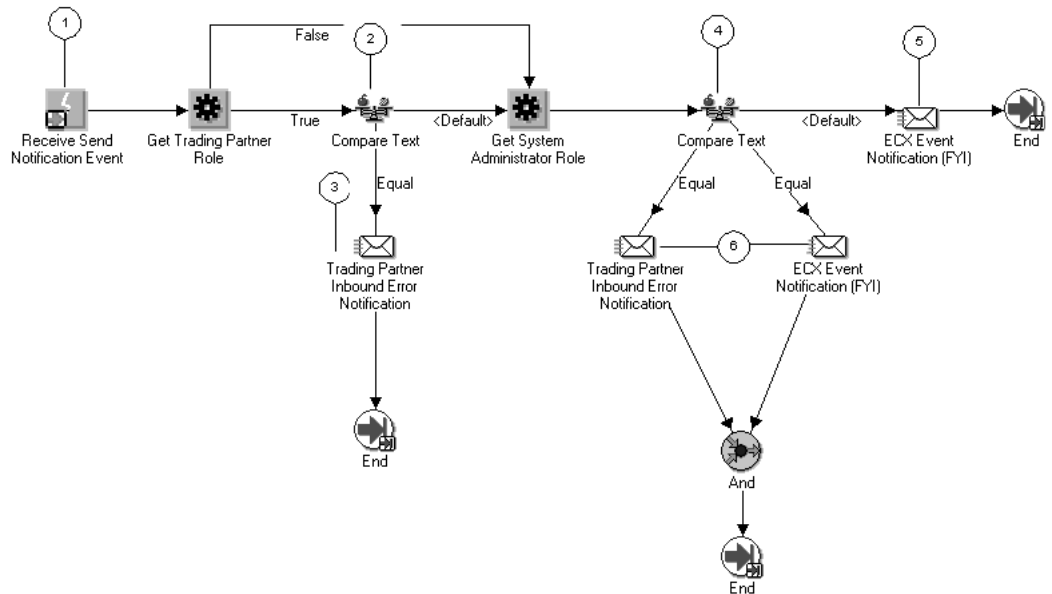 1
False
2
4
5
True
<Default>
<Default>
Receive Send
Notification Event
Get Trading Partner
Role
Compare Text
Get System
Administrator Role
Compare Text
ECX Event
Notification (FYI)
End
3
Equal
Equal
Equal
6
Trading Partner
Inbound Error
Notification
Trading Partner
Inbound Error
Notification
ECX Event
Notification (FYI)
End
And
End